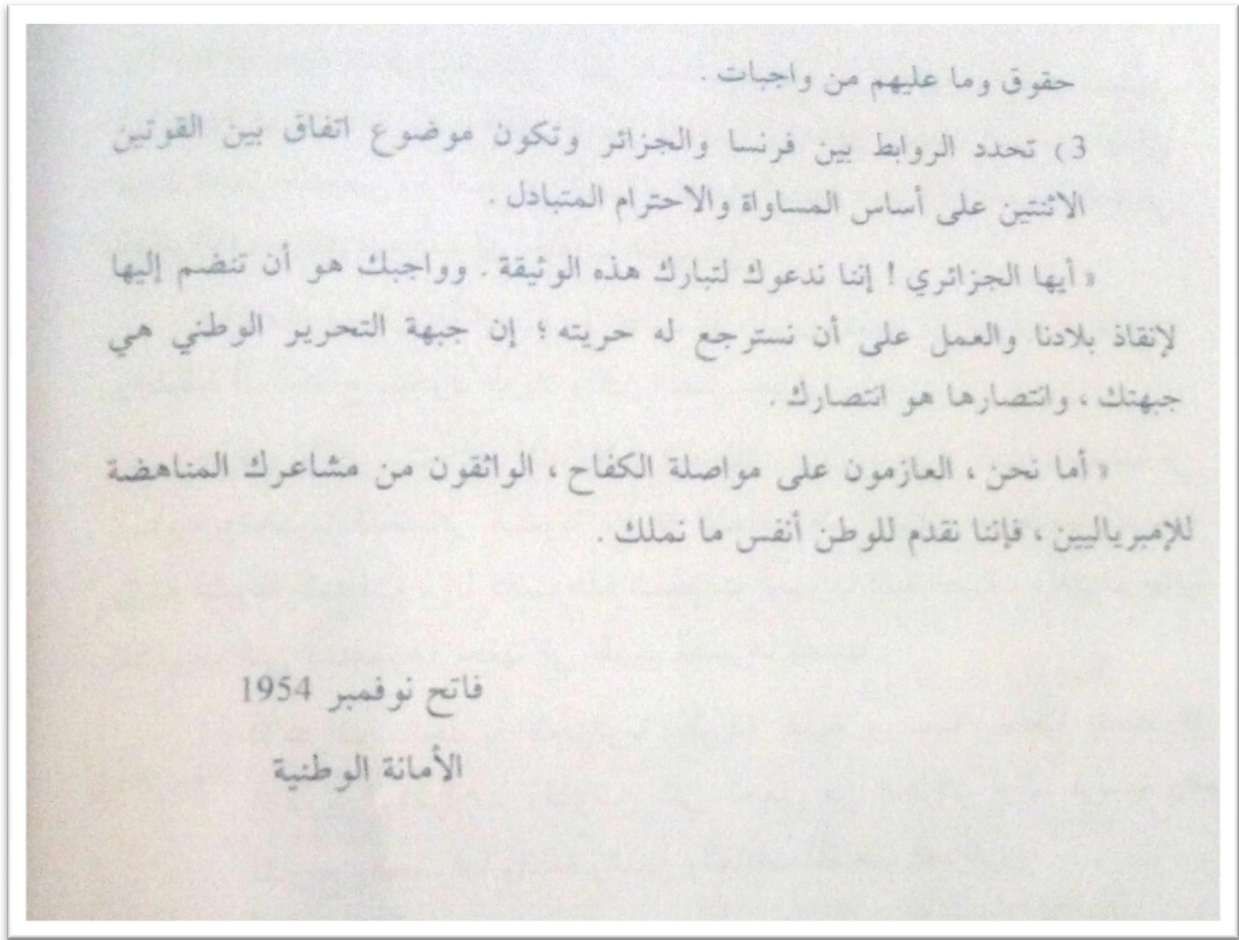 حقوق وما عليهم من واجبات .
3) تحدد الروابط بين فرنسا والجزائر وتكون موضوع اتفاق بين القوتين
الاثنتين على أساس المساواة والاحترام المتبادل .
« أيها الجزائري ! إننا ندعوك لتبارك هذه الوثيقة . وواجبك هو أن تنضم إليها
لإنقاذ بلادنا والعمل على أن نسترجع له حريته ؛ إن جبهة التحرير الوطني هي
جبهتك ، وانتصارها هو انتصارك .
« أما نحن ، العازمون على مواصلة الكفاح ، الواثقون من مشاعرك المناهضة
للإمبرياليين ، فإننا نقدم للوطن أنفس ما نملك .
فاتح نوفمبر 1954
الأمانة الوطنية